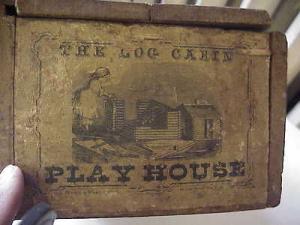 THE LOG CABIN
PLAY HOUSE